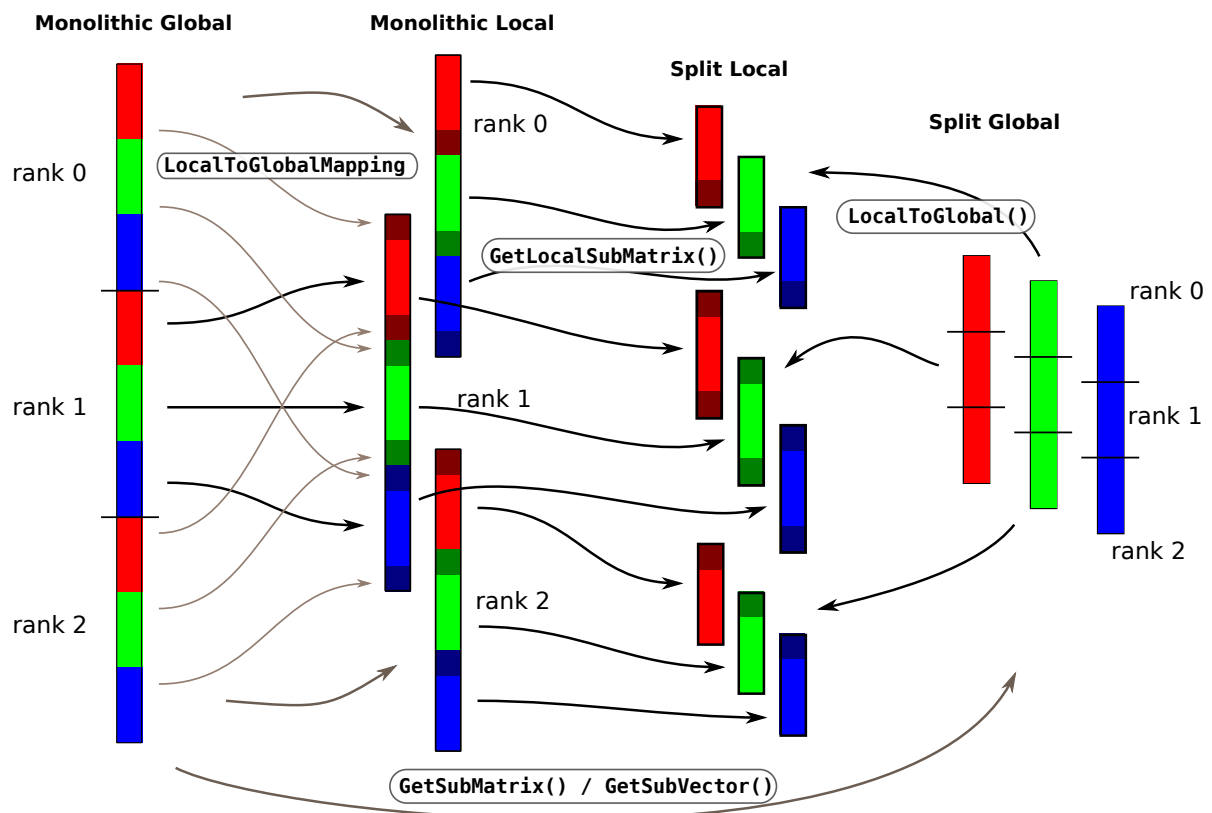 Monolithic Global
Monolithic Local
Split Local
Split Global
rank 0
rank 1
rank 2
LocalToGlobalMapping
rank 0
rank 1
rank 2
GetLocalSubMatrix()
LocalToGlobal()
rank 0
rank 1
rank 2
GetSubMatrix() / GetSubVector()